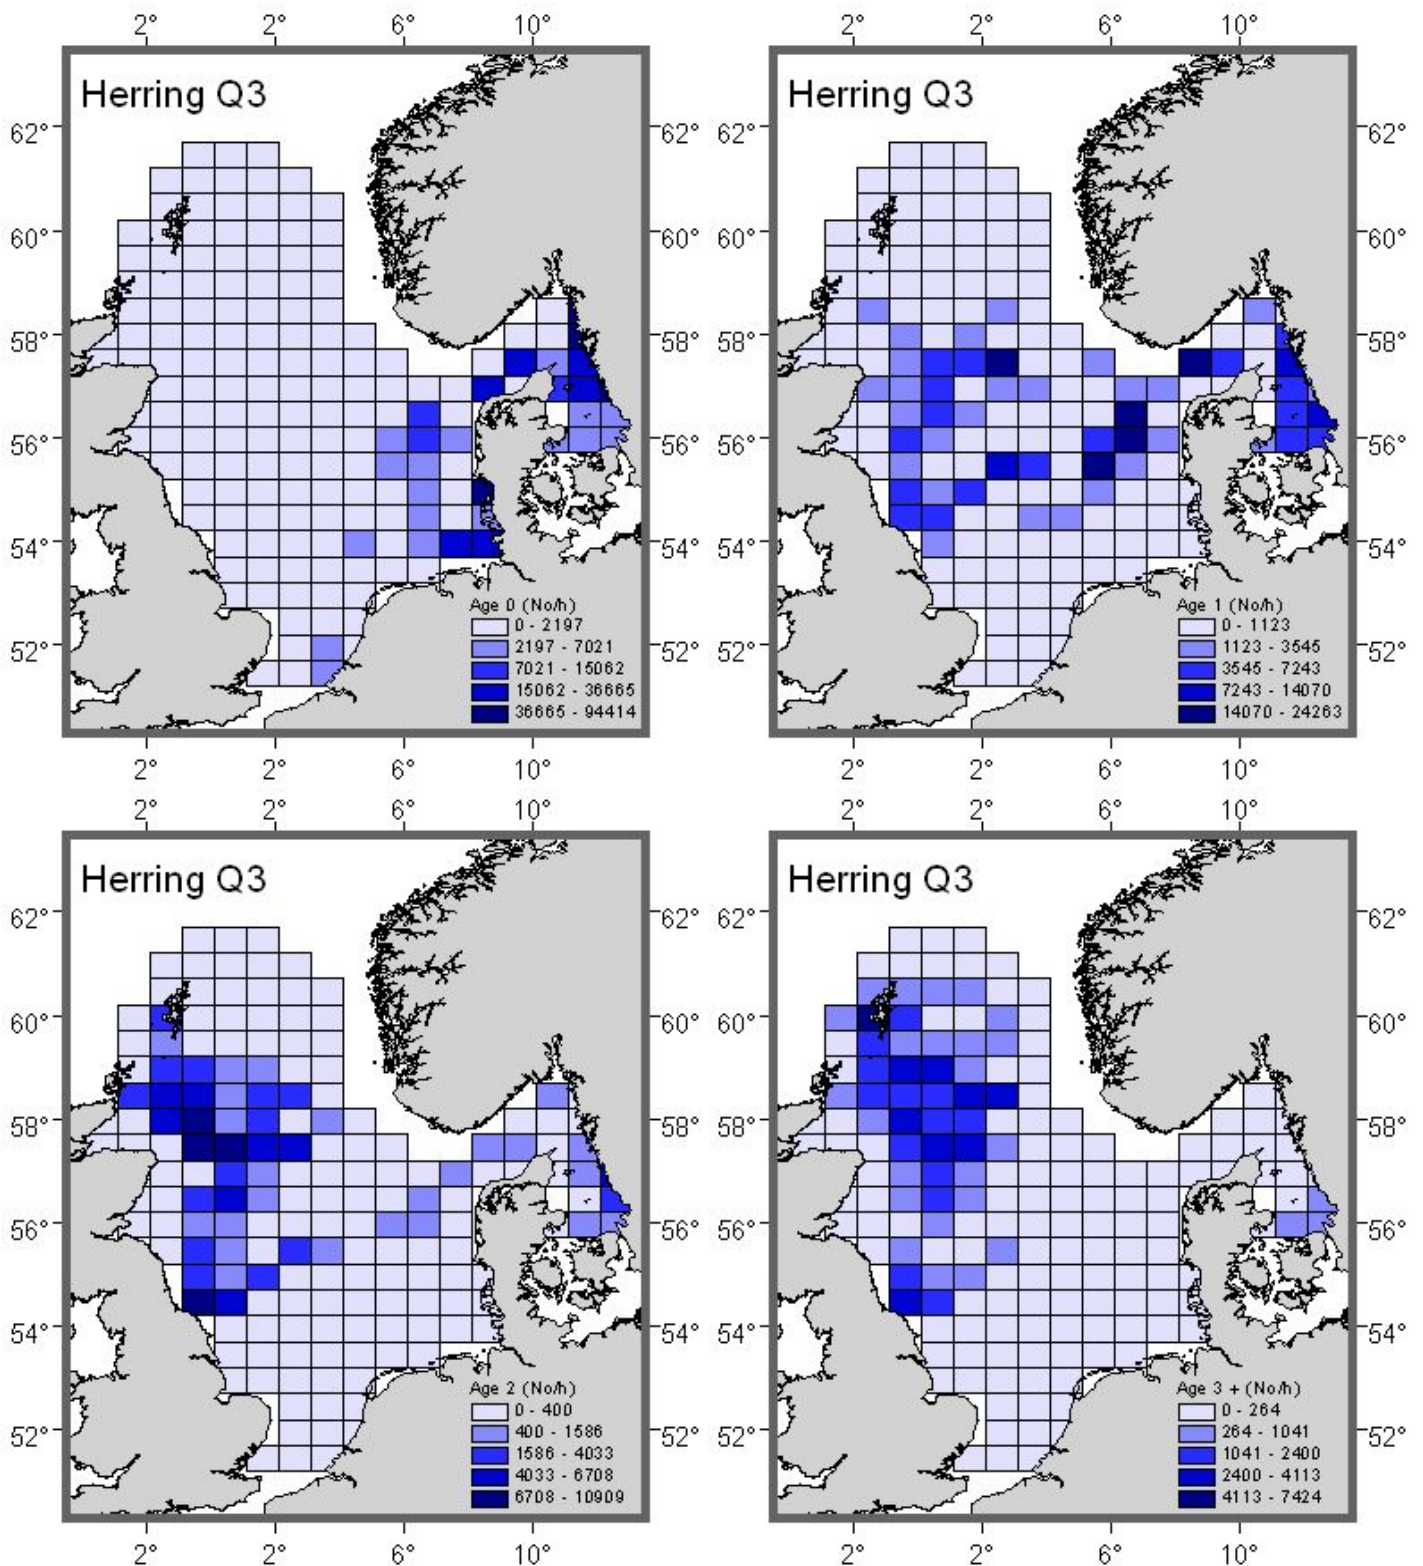 2° 2° 6° 10° 2° 2° 6° 10°
Herring Q3 Herring Q3
62° 62° 62° 62°
60° 60° 60° 60°
58° 58° 58° 58°
56° 56° 56° 56°
54° 54° 54° 54°
Age 0 (No/h)
0 - 2197
2197 - 7021
7021 - 15062
15062 - 36665
36665 - 94414
Age 1 (No/h)
0 - 1123
1123 - 3545
3545 - 7243
7243 - 14070
14070 - 24263
52° 52° 52° 52°
2° 2° 6° 10° 2° 2° 6° 10°
2° 2° 6° 10° 2° 2° 6° 10°
Herring Q3 Herring Q3
62° 62° 62° 62°
60° 60° 60° 60°
58° 58° 58° 58°
56° 56° 56° 56°
54° 54° 54° 54°
Age 2 (No/h)
0 - 400
400 - 1586
1586 - 4033
4033 - 6708
6708 - 10909
Age 3 + (No/h)
0 - 264
264 - 1041
1041 - 2400
2400 - 4113
4113 - 7424
52° 52° 52° 52°
2° 2° 6° 10° 2° 2° 6° 10°